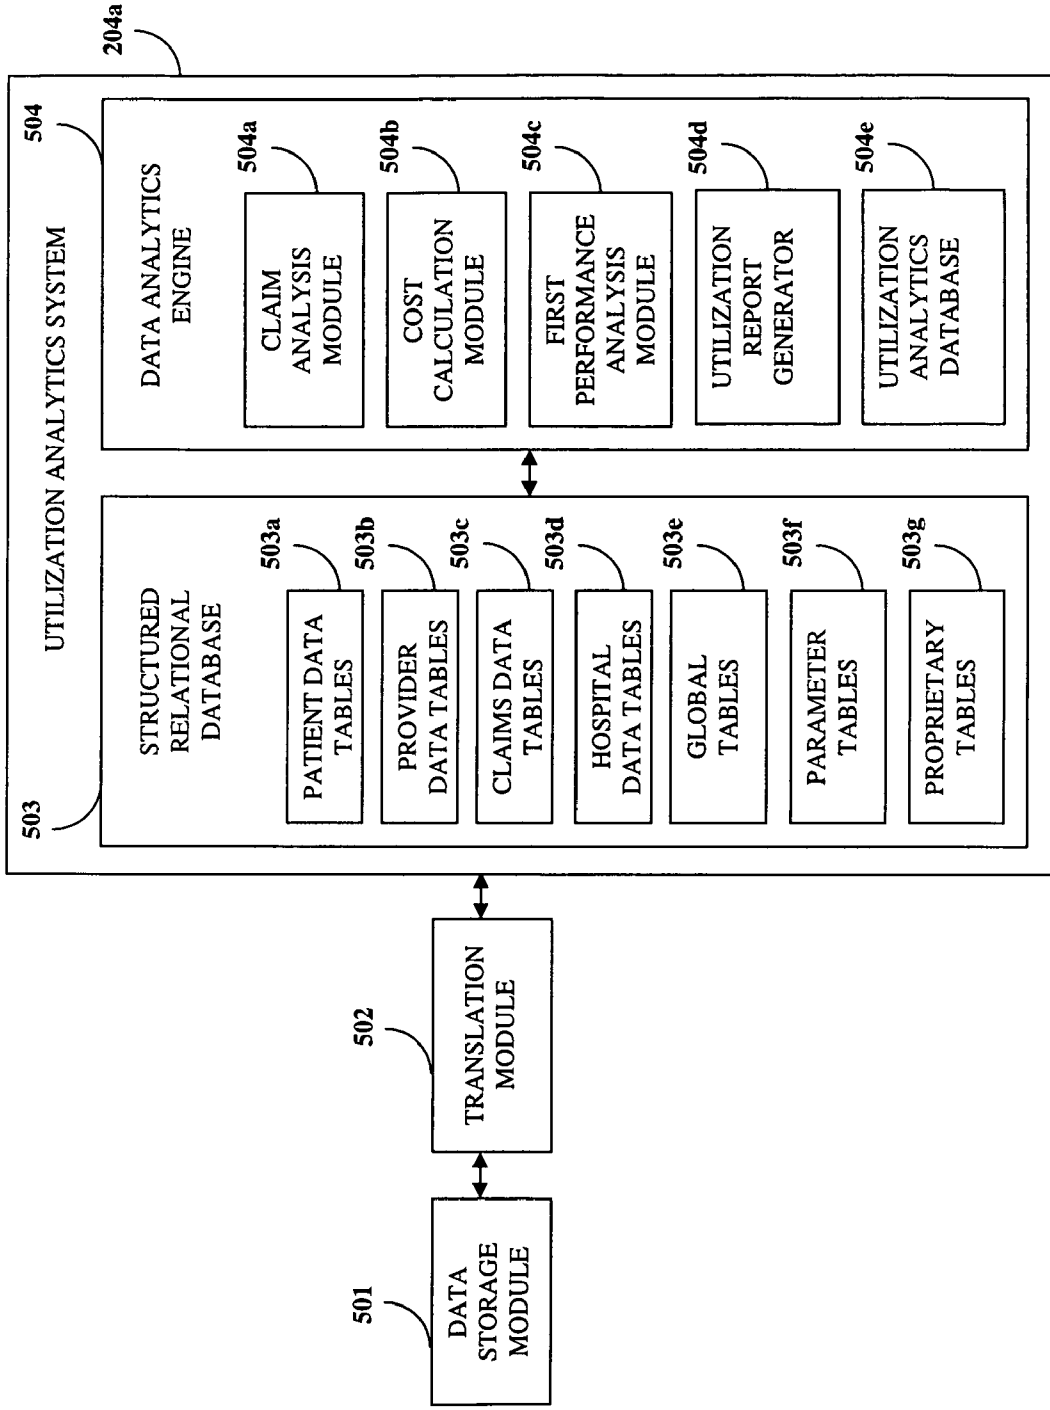 UTILIZATION ANALYTICS SYSTEM
204a
501
DATA
STORAGE
MODULE
502
TRANSLATION
MODULE
503
STRUCTURED
RELATIONAL
DATABASE
503a
PATIENT DATA
TABLES
503b
PROVIDER
DATA TABLES
503c
CLAIMS DATA
TABLES
503d
HOSPITAL
DATA TABLES
503e
GLOBAL
TABLES
503f
PARAMETER
TABLES
503g
PROPRIETARY
TABLES
504
DATA ANALYTICS
ENGINE
504a
CLAIM
ANALYSIS
MODULE
504b
COST
CALCULATION
MODULE
504c
FIRST
PERFORMANCE
ANALYSIS
MODULE
504d
UTILIZATION
REPORT
GENERATOR
504e
UTILIZATION
ANALYTICS
DATABASE